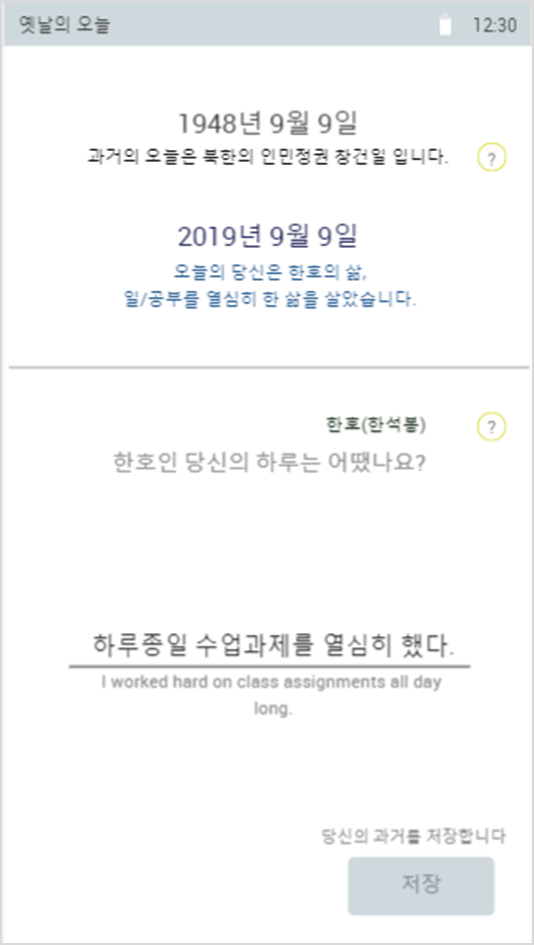 옛날의 오늘
12:30
1948년 9월 9일
과거의 오늘은 북한의 인민정권 창건일 입니다.
?
2019년 9월 9일
오늘의 당신은 한호의 삶,
일/공부를 열심히 한 삶을 살았습니다.
한호(한석봉)
?
한호인 당신의 하루는 어땠나요?
하루종일 수업과제를 열심히 했다.
I worked hard on class assignments all day
long.
당신의 과거를 저장합니다
저장